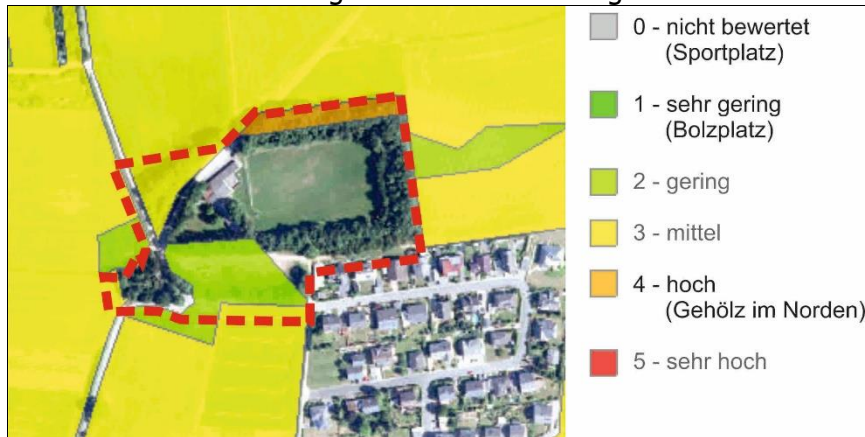 0 - nicht bewertet
(Sportplatz)
1 - sehr gering
(Bolzplatz)
2 - gering
3 - mittel
4 - hoch
(Gehölz im Norden)
5 - sehr hoch